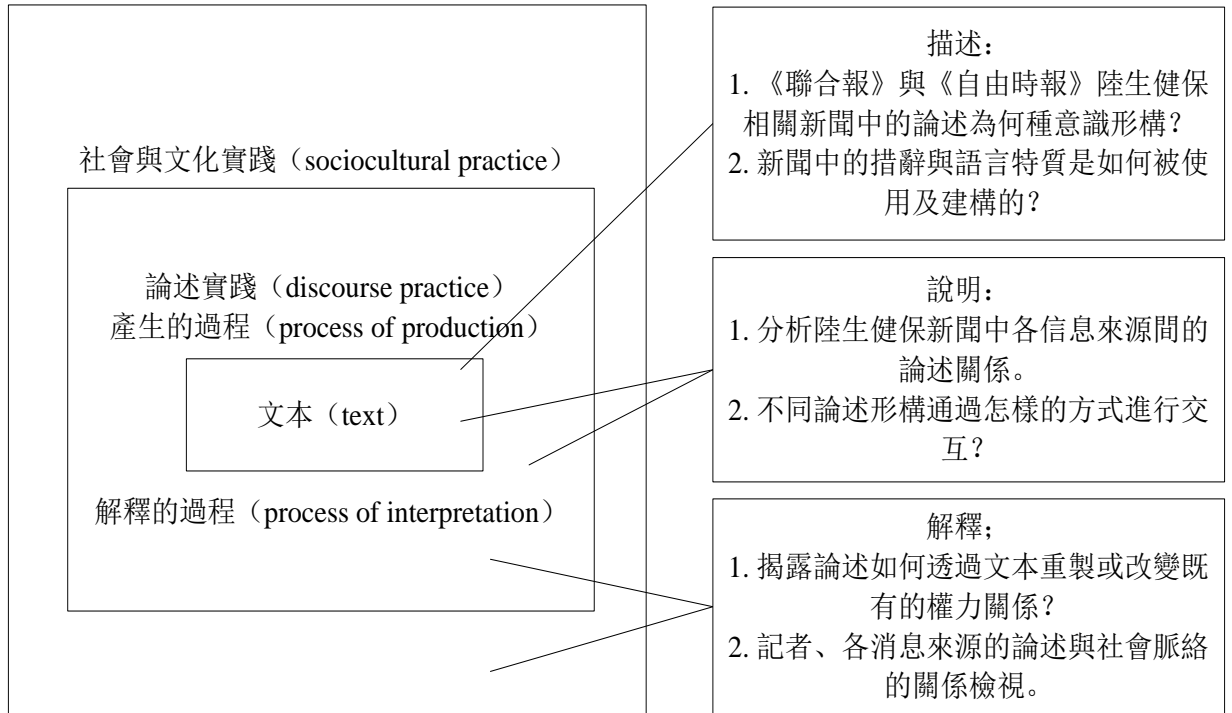 社會與文化實踐（sociocultural practice）
論述實踐（discourse practice）
產生的過程（process of production）
文本（text）
解釋的過程（process of interpretation）
描述：
1. 《聯合報》與《自由時報》陸生健保
相關新聞中的論述為何種意識形構？
2. 新聞中的措辭與語言特質是如何被使
用及建構的？
說明：
1. 分析陸生健保新聞中各信息來源間的
論述關係。
2. 不同論述形構通過怎樣的方式進行交
互？
解釋；
1. 揭露論述如何透過文本重製或改變既
有的權力關係？
2. 記者、各消息來源的論述與社會脈絡
的關係檢視。